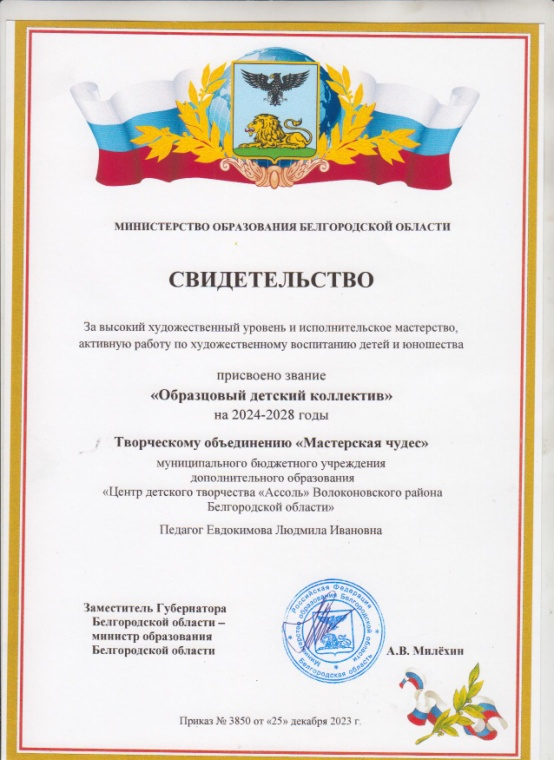 МИНИСТЕРСТВО ОБРАЗОВАНИЯ БЕЛГОРОДСКОЙ ОБЛАСТИ
СВИДЕТЕЛЬСТВО
За высокий художественный уровень и исполнительское мастерство,
активную работу по художественному воспитанию детей и юношества
присвоено звание
«Образцовый детский коллектив»
на 2024-2028 годы
Творческому объединению «Мастерская чудес»
муниципального бюджетного учреждения
дополнительного образования
«Центр детского творчества «Ассоль» Волоконовского района
Белгородской области»
Педагог Евдокимова Людмила Ивановна
Заместитель Губернатора
Белгородской области –
министр образования
Белгородской области
Российская Федерация
Министерство образования Белгородской области
Белгородская область
А.В. Милёхин
Приказ № 3850 от «25» декабря 2023 г.